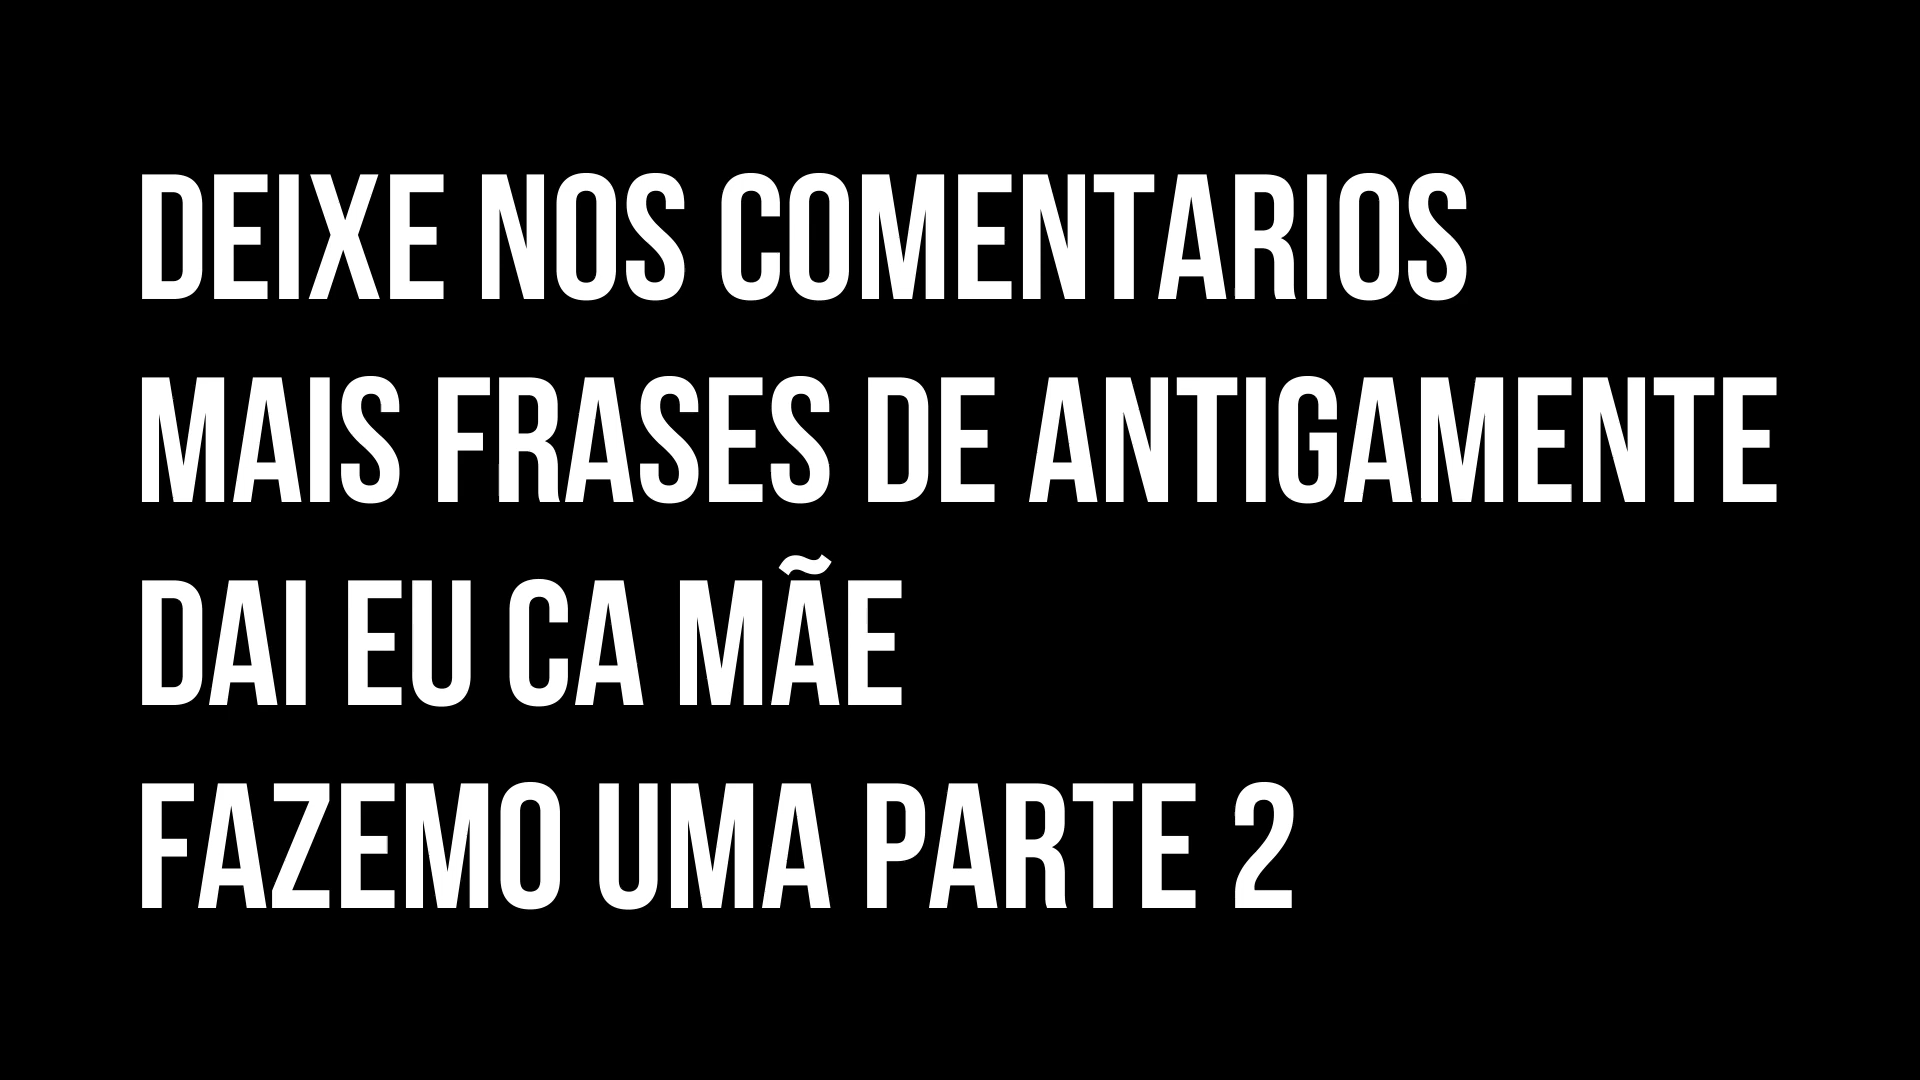 DEIXE NOS COMENTARIOS
MAIS FRASES DE ANTIGAMENTE
DAI EU CA MÃE
FAZEMO UMA PARTE 2